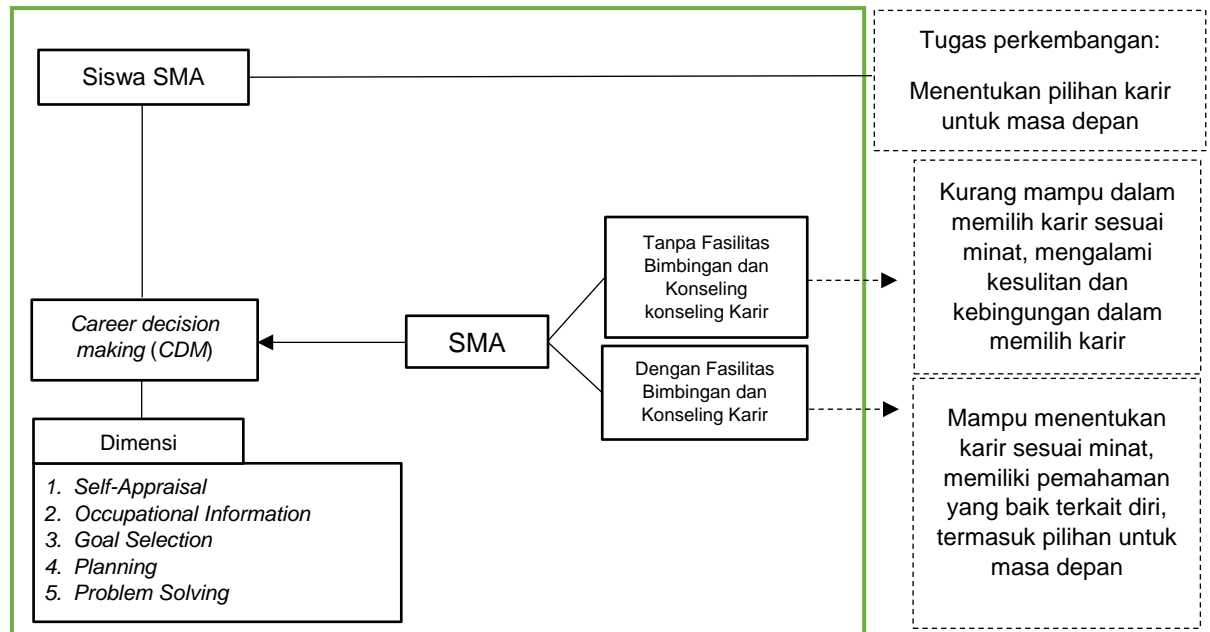 Siswa SMA
Tugas perkembangan:
Menentukan pilihan karir
untuk masa depan
Tanpa Fasilitas
Bimbingan dan
Konseling
konseling Karir
Kurang mampu dalam
memilih karir sesuai
minat, mengalami
kesulitan dan
kebingungan dalam
memilih karir
Career decision
making (CDM)
SMA
Dengan Fasilitas
Bimbingan dan
Konseling Karir
Mampu menentukan
karir sesuai minat,
memiliki pemahaman
yang baik terkait diri,
termasuk pilihan untuk
masa depan
Dimensi
1. Self-Appraisal
2. Occupational Information
3. Goal Selection
4. Planning
5. Problem Solving